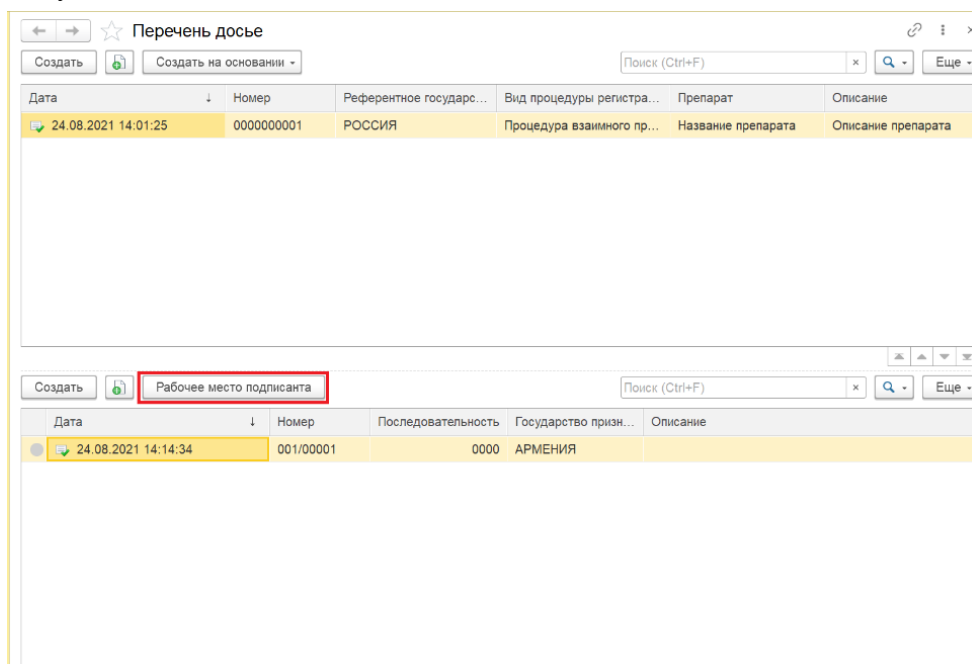 Перечень досье
Создать Создать на основании Поиск (Ctrl+F) × Еще
Дата ↓ Номер Референтное государс... Вид процедуры регистра... Препарат Описание
24.08.2021 14:01:25 0000000001 РОССИЯ Процедура взаимного пр... Название препарата Описание препарата
Создать Рабочее место подписанта Поиск (Ctrl+F) × Еще
Дата ↓ Номер Последовательность Государство призн... Описание
24.08.2021 14:14:34 001/00001 0000 АРМЕНИЯ